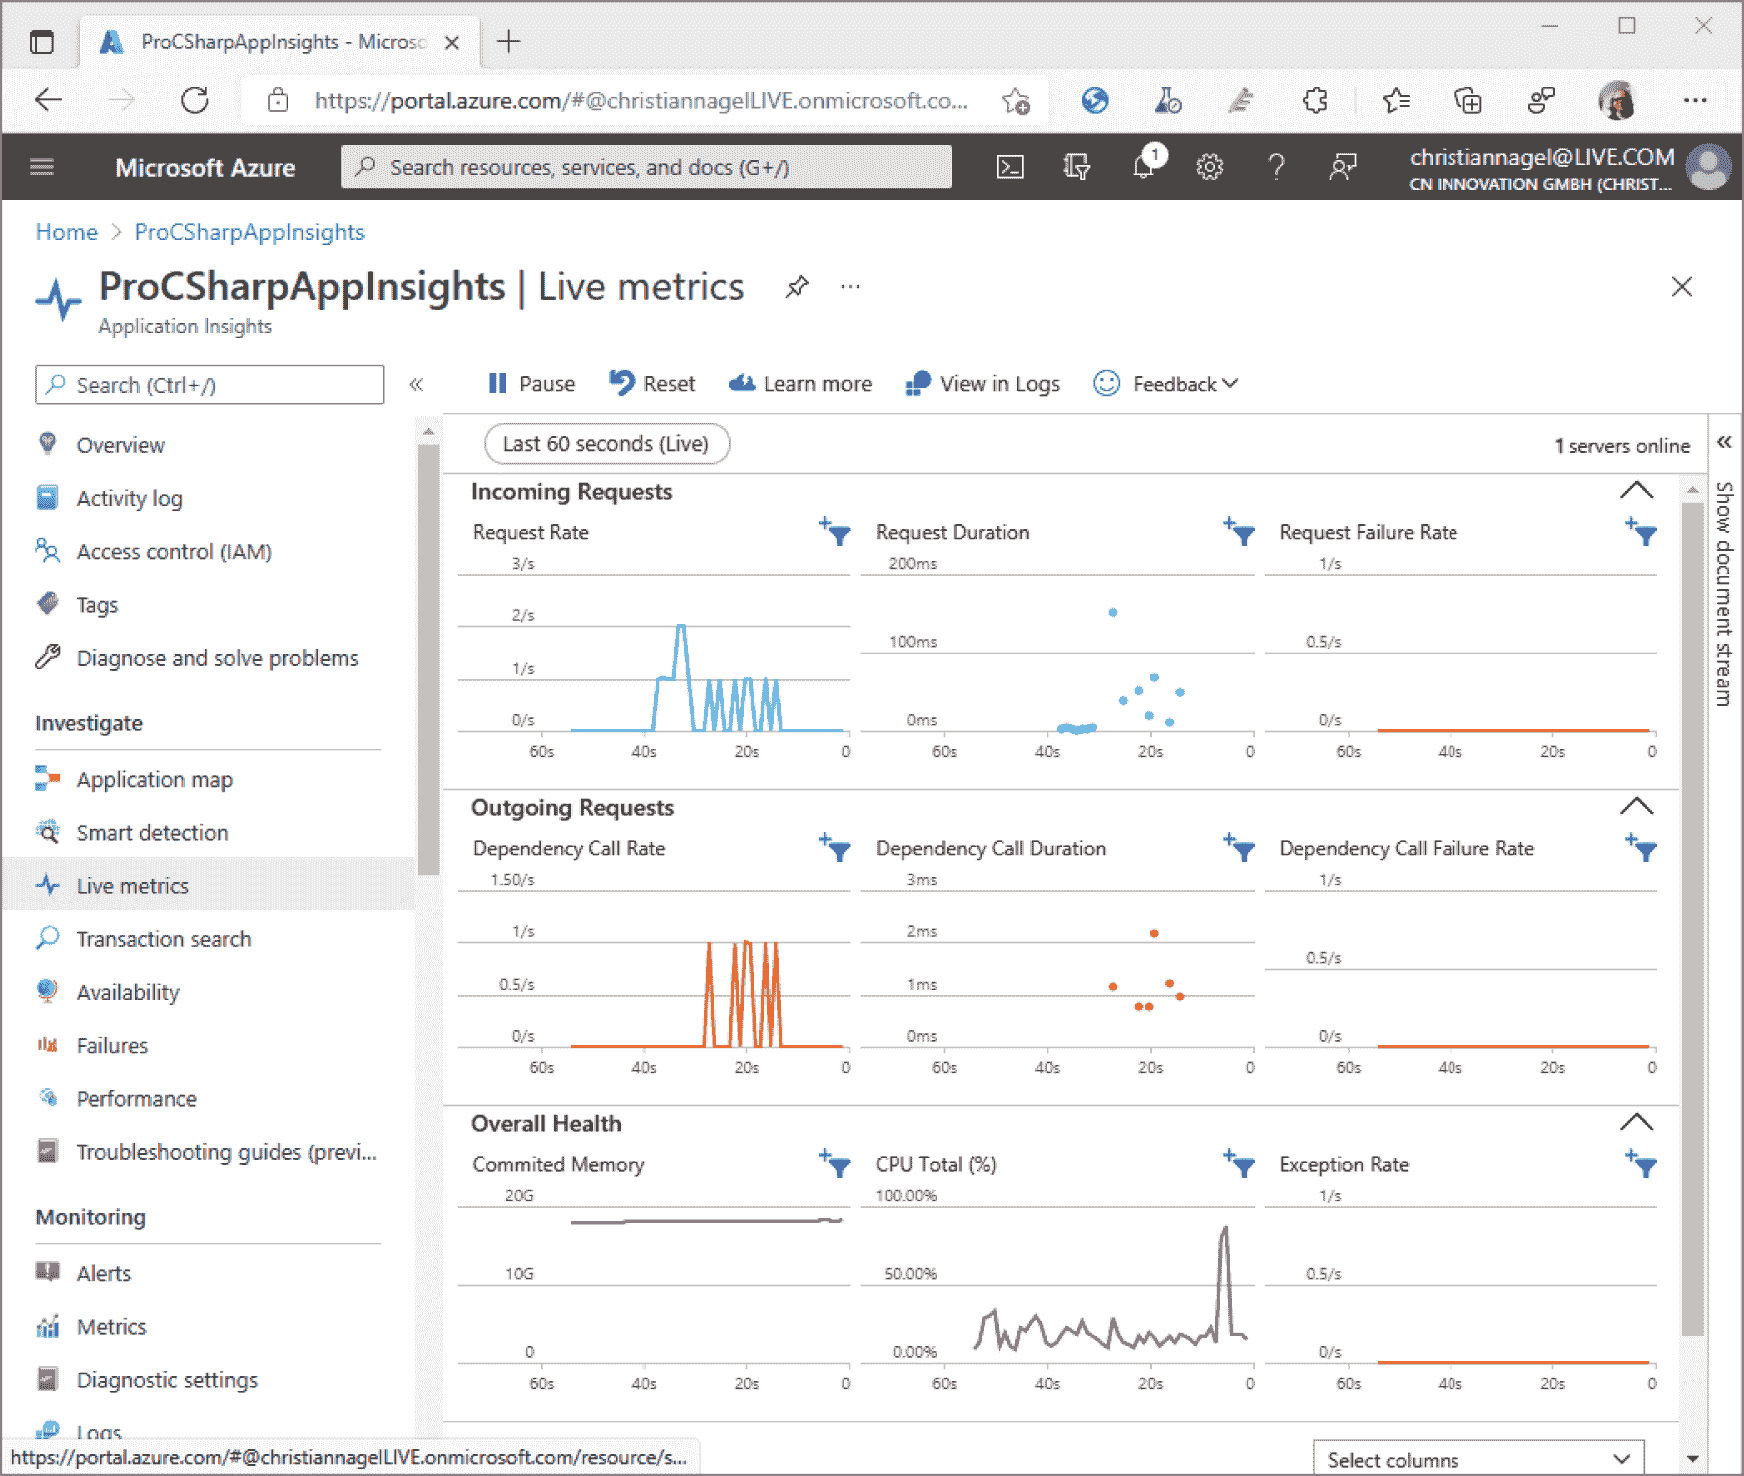 ProCSharpAppInsights - Microso
https://portal.azure.com/#@christiannagelLIVE.onmicrosoft.co...
Microsoft Azure
Search resources, services, and docs (G+/)
1
christiannagel@LIVE.COM
CN INNOVATION GMBH (CHRIST...
Home > ProCSharpAppInsights
ProCSharpAppInsights | Live metrics
...
Application Insights
Search (Ctrl+/)
«
Pause
Reset
Learn more
View in Logs
Feedback
Overview
Activity log
Access control (IAM)
Tags
Diagnose and solve problems
Investigate
Application map
Smart detection
Live metrics
Transaction search
Availability
Failures
Performance
Troubleshooting guides (previ...
Monitoring
Alerts
Metrics
Diagnostic settings
Logs
https://portal.azure.com/#@christiannagelLIVE.onmicrosoft.com/resource/s...
Last 60 seconds (Live)
1 servers online
«
Show document stream
Incoming Requests
Request Rate
3/s
2/s
1/s
0/s
60s 40s 20s 0
Request Duration
200ms
100ms
0ms
60s 40s 20s 0
Request Failure Rate
1/s
0.5/s
0/s
60s 40s 20s 0
Outgoing Requests
Dependency Call Rate
1.50/s
1/s
0.5/s
0/s
60s 40s 20s 0
Dependency Call Duration
3ms
2ms
1ms
0ms
60s 40s 20s 0
Dependency Call Failure Rate
1/s
0.5/s
0/s
60s 40s 20s 0
Overall Health
Commited Memory
20G
10G
0
60s 40s 20s 0
CPU Total (%)
100.00%
50.00%
0.00%
60s 40s 20s 0
Exception Rate
1/s
0.5/s
0/s
60s 40s 20s 0
Select columns